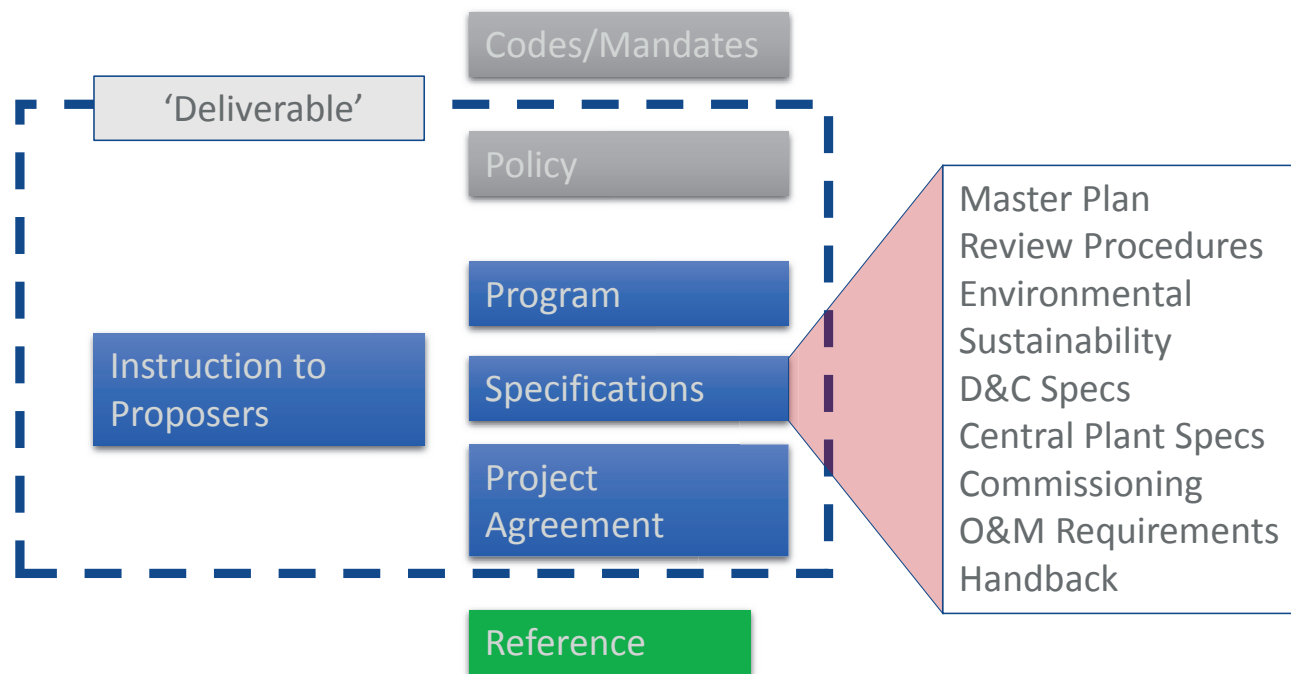 Codes/Mandates
‘Deliverable’
Policy
Program
Instruction to
Proposers
Specifications
Project
Agreement
Reference
Master Plan
Review Procedures
Environmental
Sustainability
D&C Specs
Central Plant Specs
Commissioning
O&M Requirements
Handback